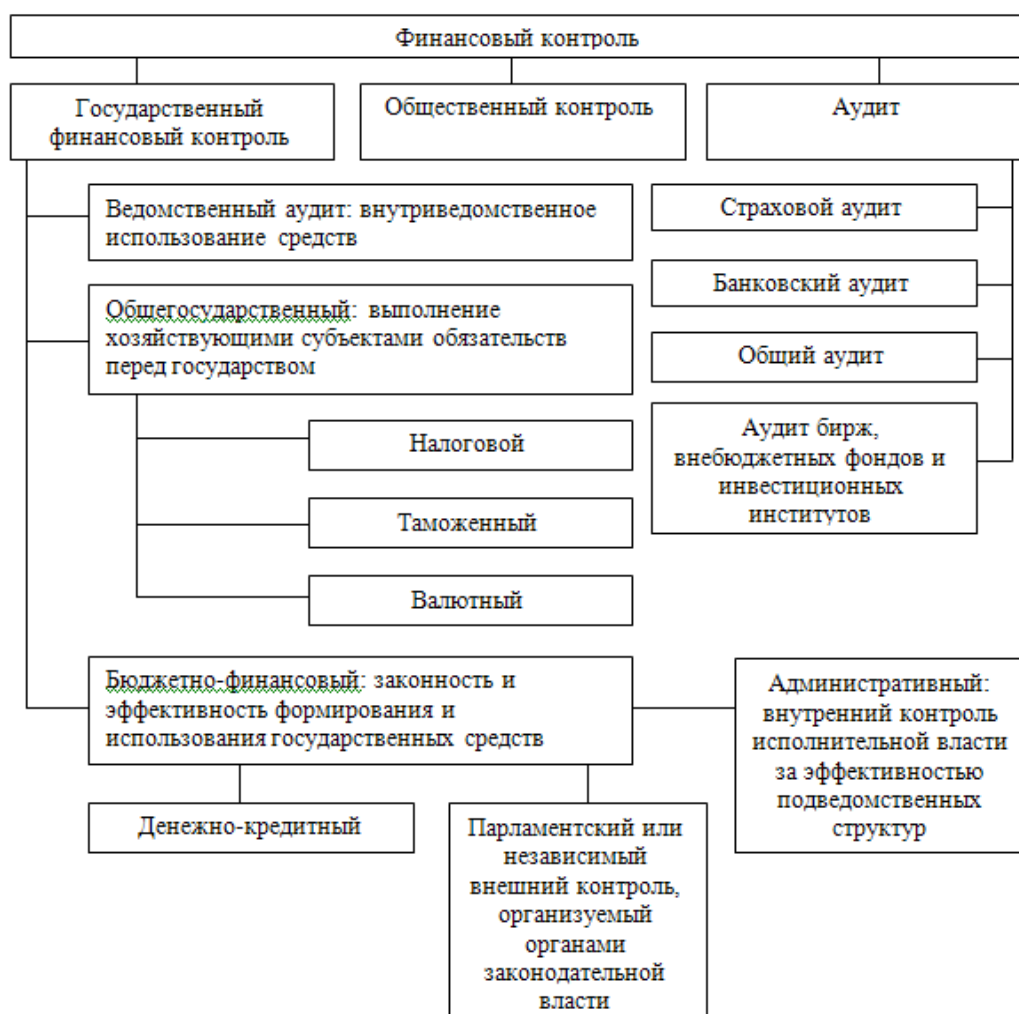 Финансовый контроль
Государственный
финансовый контроль
Общественный контроль
Аудит
Ведомственный аудит: внутриведомственное
использование средств
Страховой аудит
Банковский аудит
Общегосударственный: выполнение
хозяйствующими субъектами обязательств
перед государством
Общий аудит
Аудит бирж,
внебюджетных фондов и
инвестиционных
институтов
Налоговой
Таможенный
Валютный
Бюджетно-финансовый: законность и
эффективность формирования и
использования государственных средств
Административный:
внутренний контроль
исполнительной власти
за эффективностью
подведомственных
структур
Денежно-кредитный
Парламентский или
независимый
внешний контроль,
организуемый
органами
законодательной
власти